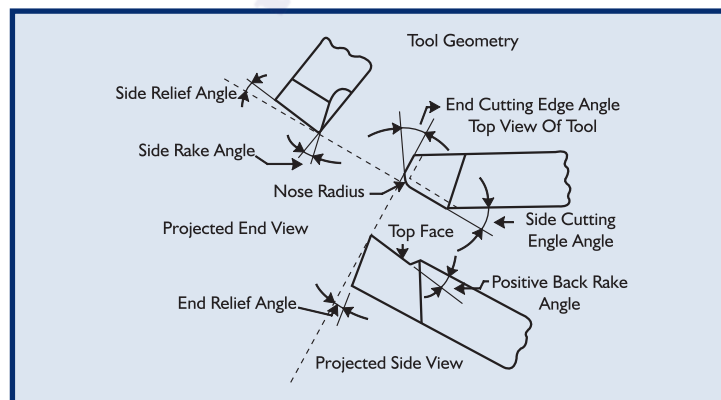 Tool Geometry
Side Relief Angle
End Cutting Edge Angle
Top View Of Tool
Side Rake Angle
Nose Radius
Side Cutting
Engle Angle
Projected End View
Top Face
Positive Back Rake
Angle
End Relief Angle
Projected Side View